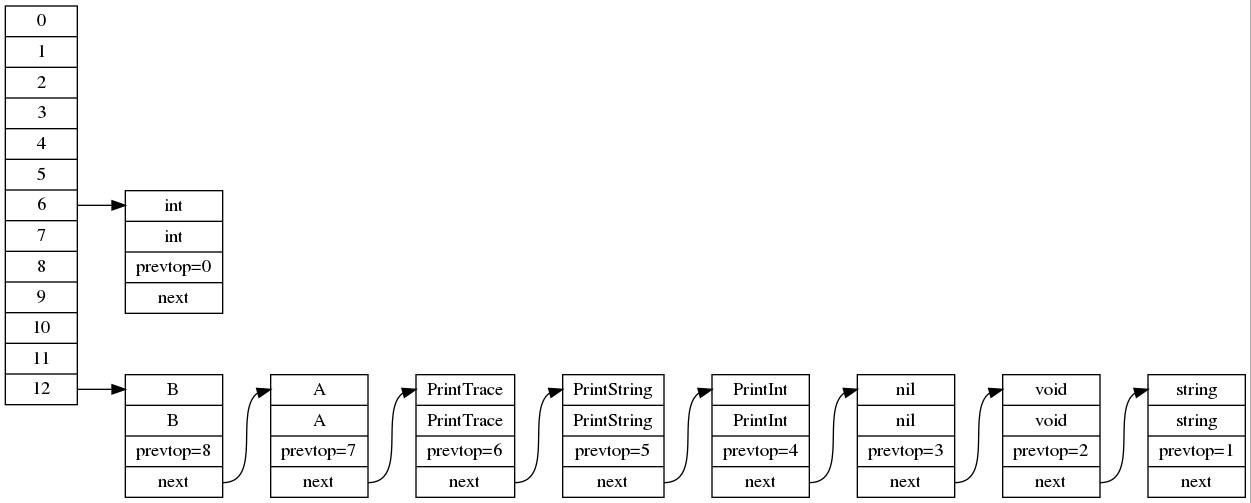 0
1
2
3
4
5
6
7
8
9
10
11
12
int
int
prevtop=0
next
B
B
prevtop=8
next
A
A
prevtop=7
next
PrintTrace
PrintTrace
prevtop=6
next
PrintString
PrintString
prevtop=5
next
PrintInt
PrintInt
prevtop=4
next
nil
nil
prevtop=3
next
void
void
prevtop=2
next
string
string
prevtop=1
next